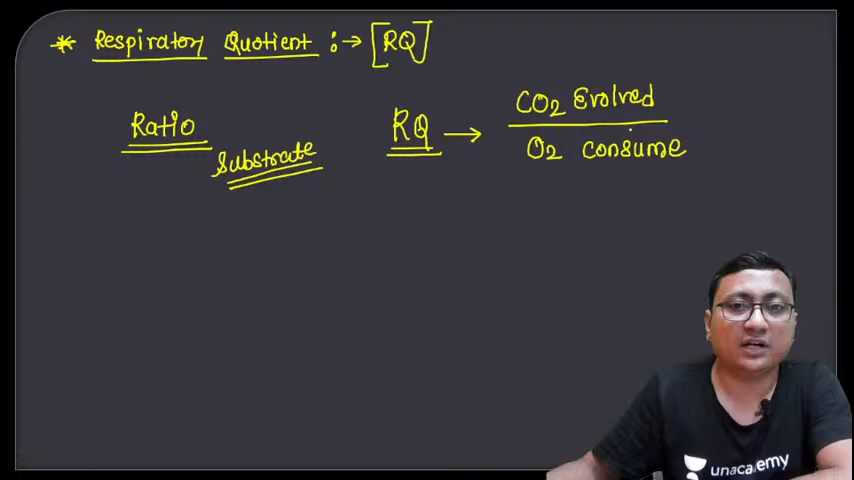 * Respiratory Quotient :→ [RQ]
Ratio
Substrate
RQ → CO2 Evolved
O2 consume
unacademy